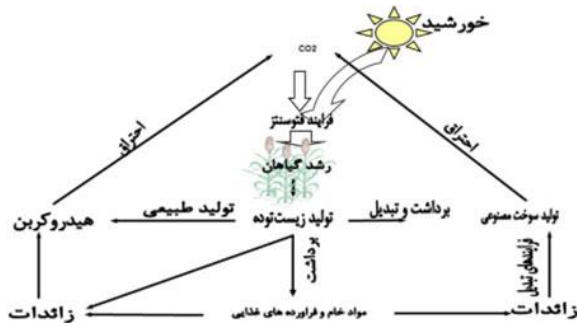 خورشید
CO2
فرایند فتوسنتز
احتراق
احتراق
رشد گیاهان
هیدروکربن
تولید طبیعی
تولید زیست‌توده
برداشت و تبدیل
تولید سوخت مصنوعی
برداشت
فرایندهای تبدیل
زائدات
مواد خام و فراورده های غذایی
زائدات